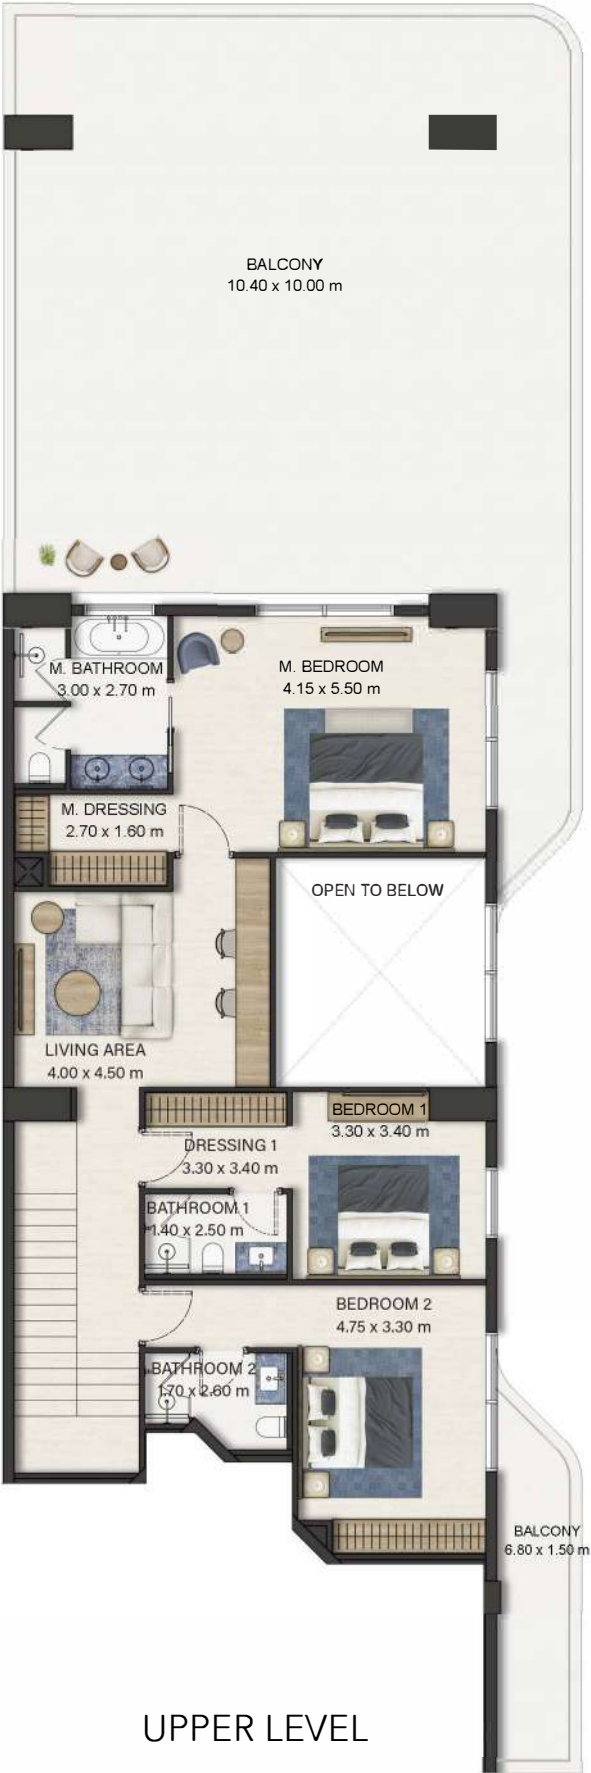 BALCONY
10.40 x 10.00 m
M. BATHROOM
3.00 x 2.70 m
M. BEDROOM
4.15 x 5.50 m
M. DRESSING
2.70 x 1.60 m
OPEN TO BELOW
LIVING AREA
4.00 x 4.50 m
BEDROOM 1
3.30 x 3.40 m
DRESSING 1
3.30 x 3.40 m
BATHROOM 1
1.40 x 2.50 m
BEDROOM 2
4.75 x 3.30 m
BATHROOM 2
1.70 x 2.60 m
BALCONY
6.80 x 1.50 m
UPPER LEVEL